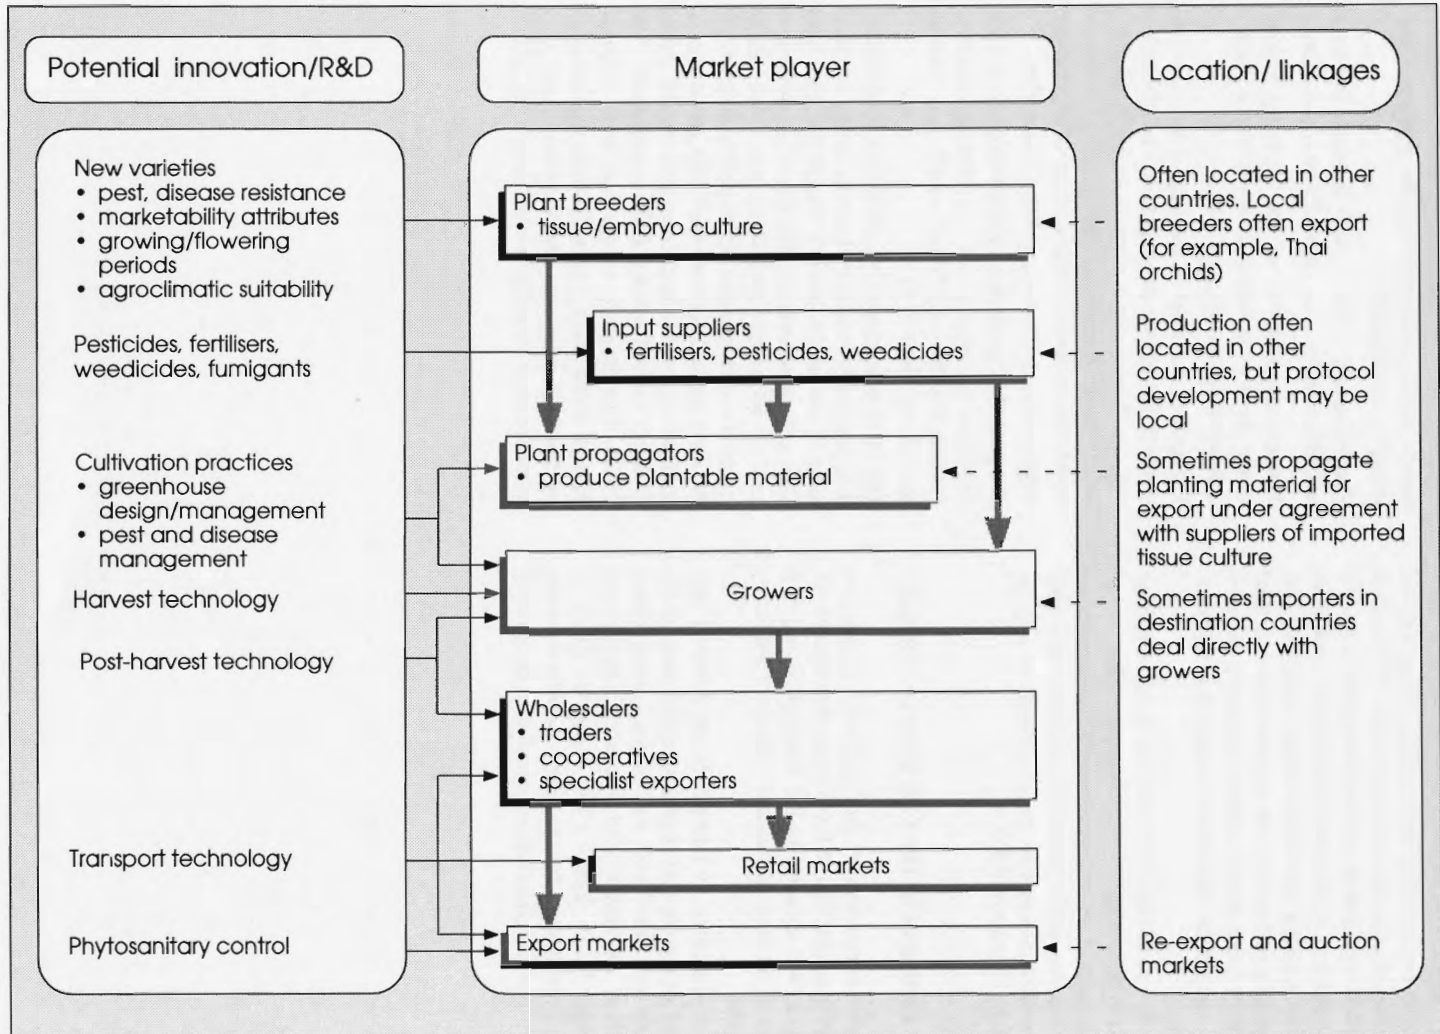 Potential innovation/R&D
Market player
Location/ linkages
New varieties
• pest, disease resistance
• marketability attributes
• growing/flowering
periods
• agroclimatic suitability
Pesticides, fertilisers,
weedicides, fumigants
Cultivation practices
• greenhouse
design/management
• pest and disease
management
Harvest technology
Post-harvest technology
Transport technology
Phytosanitary control
Plant breeders
• tissue/embryo culture
Input suppliers
• fertilisers, pesticides, weedicides
Plant propagators
• produce plantable material
Growers
Wholesalers
• traders
• cooperatives
• specialist exporters
Retail markets
Export markets
Often located in other
countries. Local
breeders often export
(for example, Thai
orchids)
Production often
located in other
countries, but protocol
development may be
local
Sometimes propagate
planting material for
export under agreement
with suppliers of imported
tissue culture
Sometimes importers in
destination countries
deal directly with
growers
Re-export and auction
markets